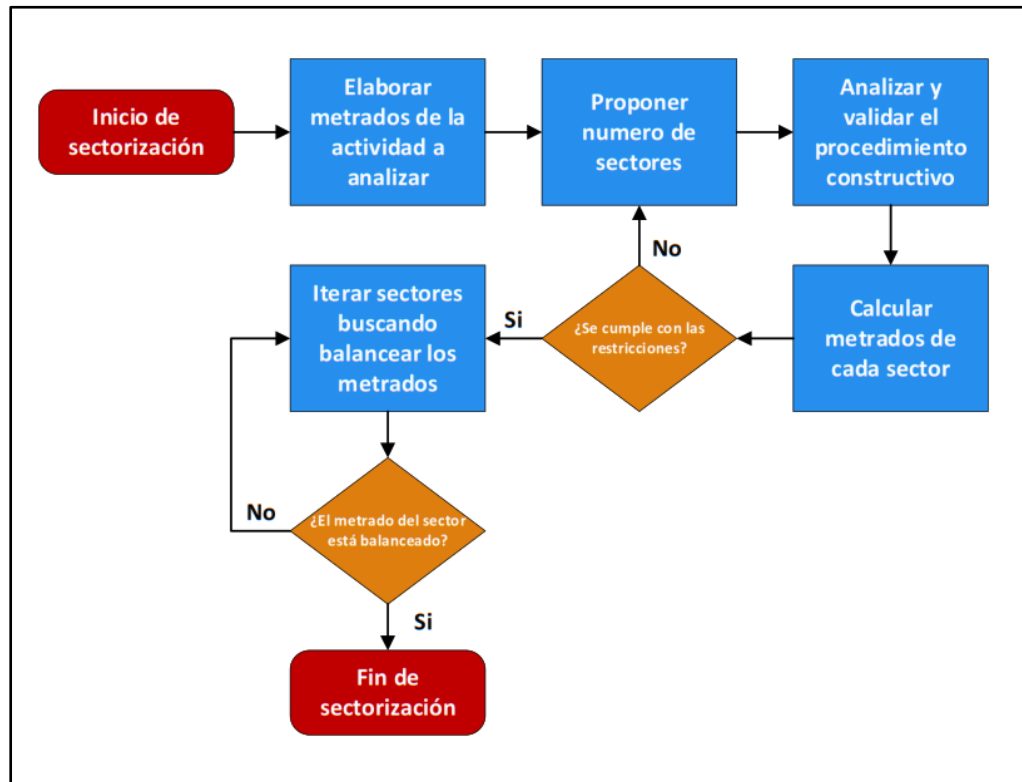 Inicio de
sectorización
Elaborar
metrados de la
actividad a
analizar
Proponer
numero de
sectores
Analizar y
validar el
procedimiento
constructivo
Calcular
metrados de
cada sector
¿Se cumple con las
restricciones?
No
Si
Iterar sectores
buscando
balancear los
metrados
¿El metrado del sector
está balanceado?
No
Si
Fin de
sectorización